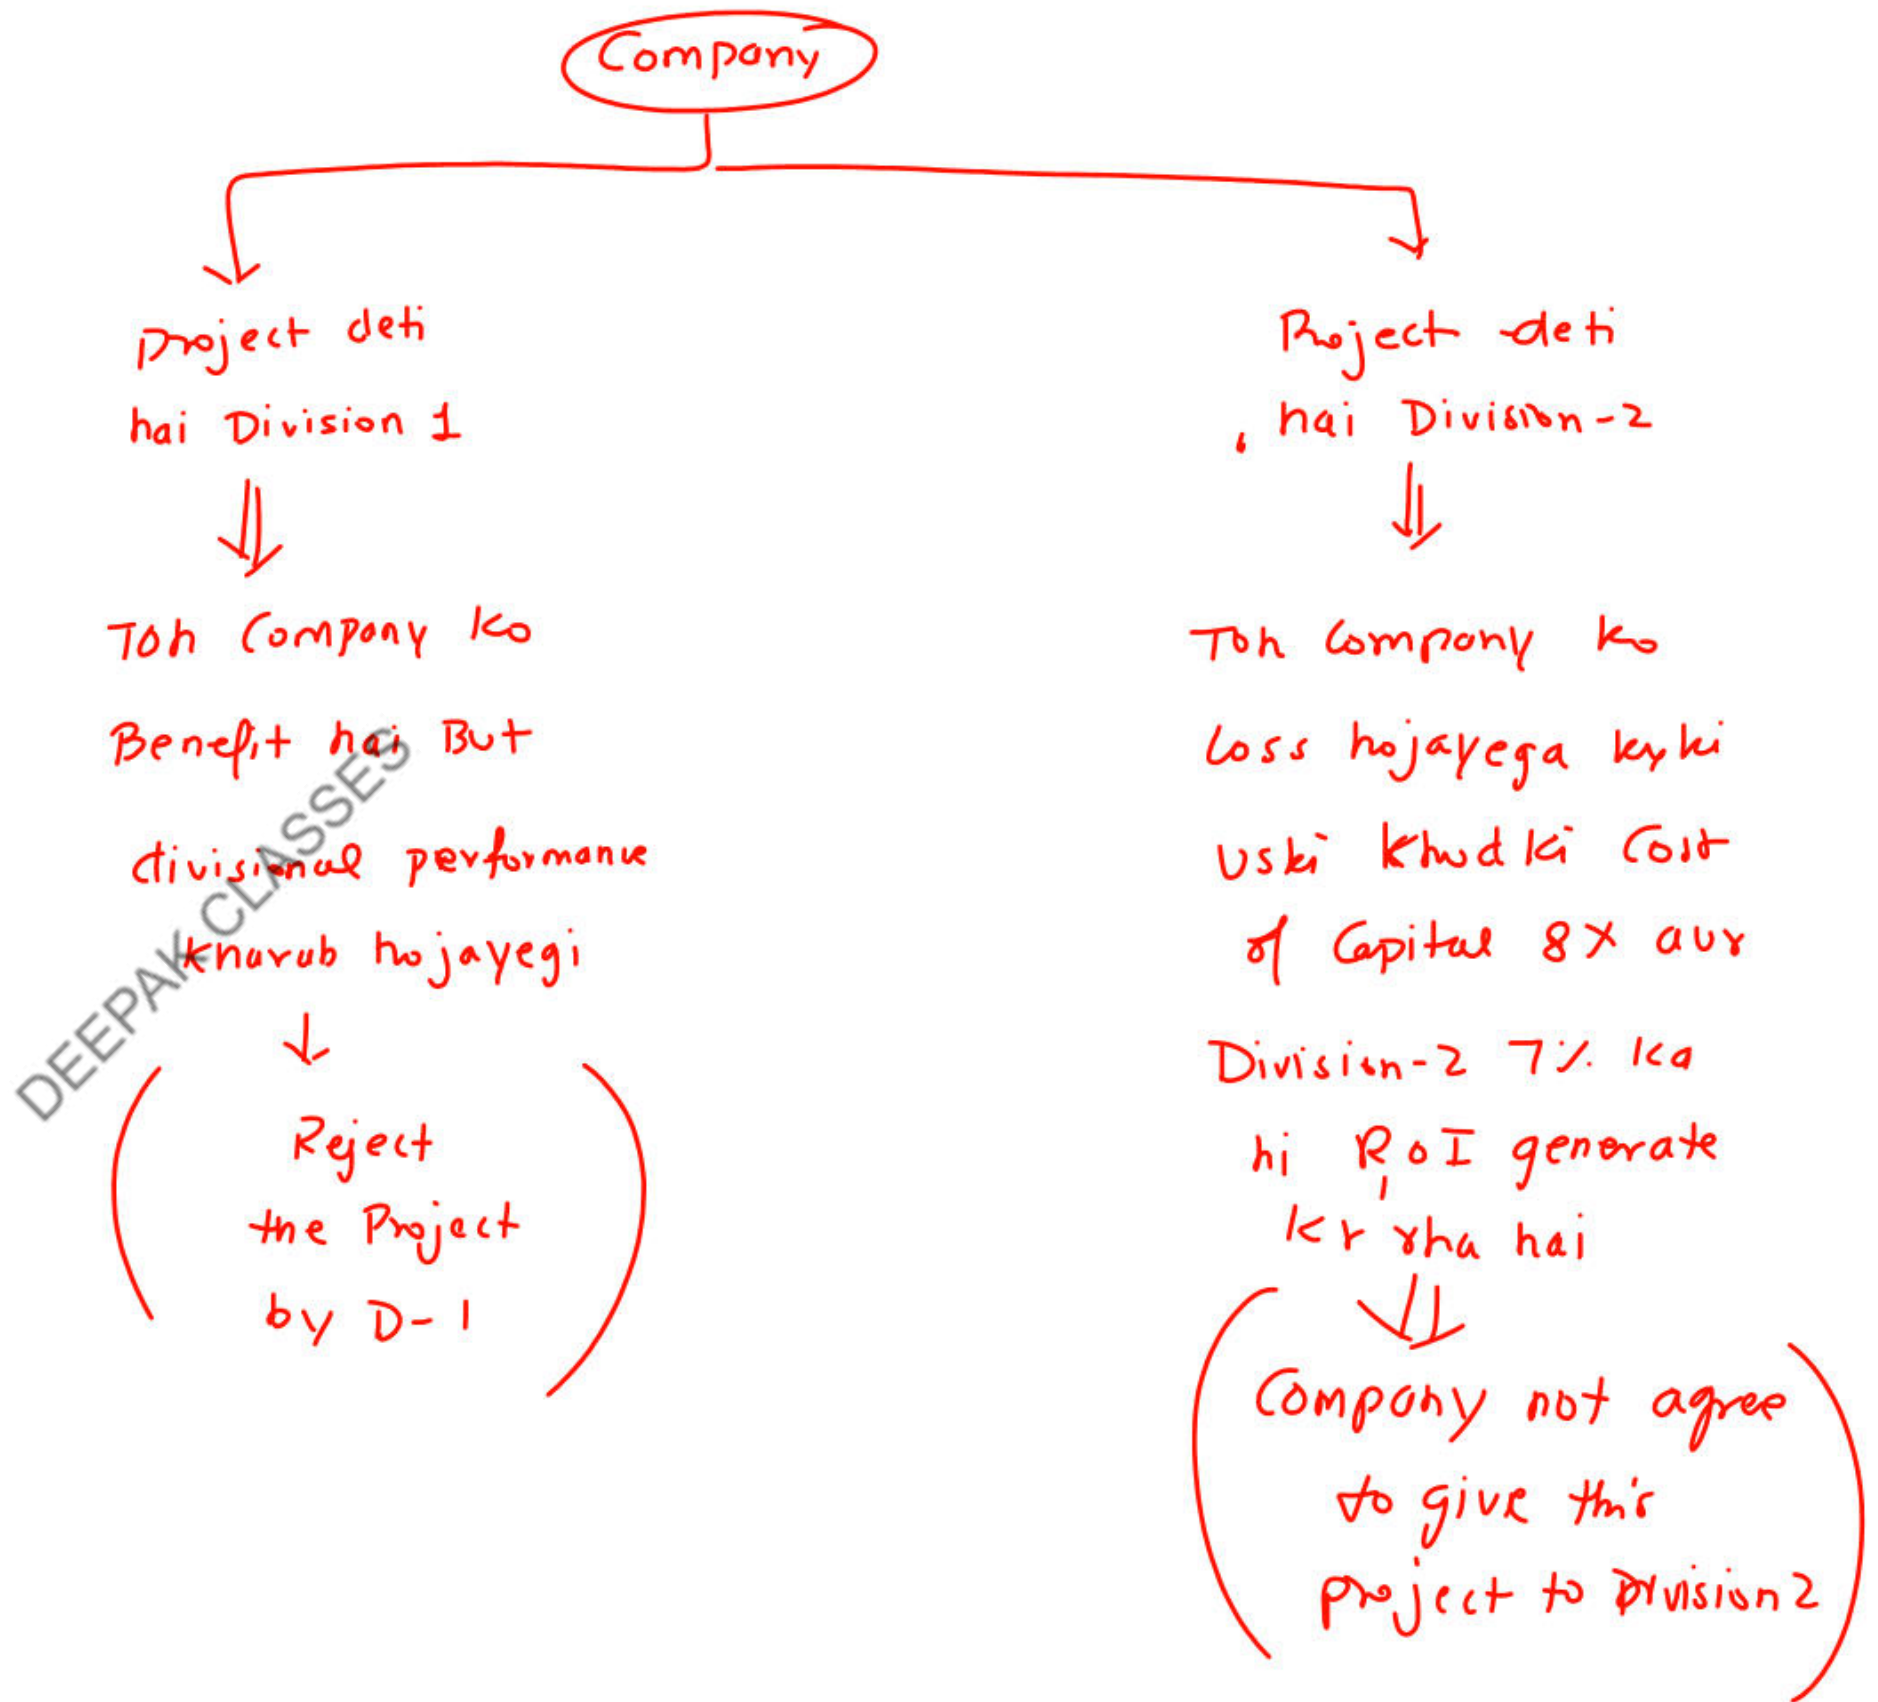 Company
Project deti
hai Division 1
Toh Company ko
Benefit hai But
divisional performance
kharab hojayegi
Reject
the Project
by D-1
Project deti
hai Division-2
Toh Company ko
loss hojayega kyki
uski khud ki Cost
of Capital 8% aur
Division-2 7% ka
hi ROI generate
kr rha hai
Company not agree
to give this
project to Division 2
DEEPAK CLASSES